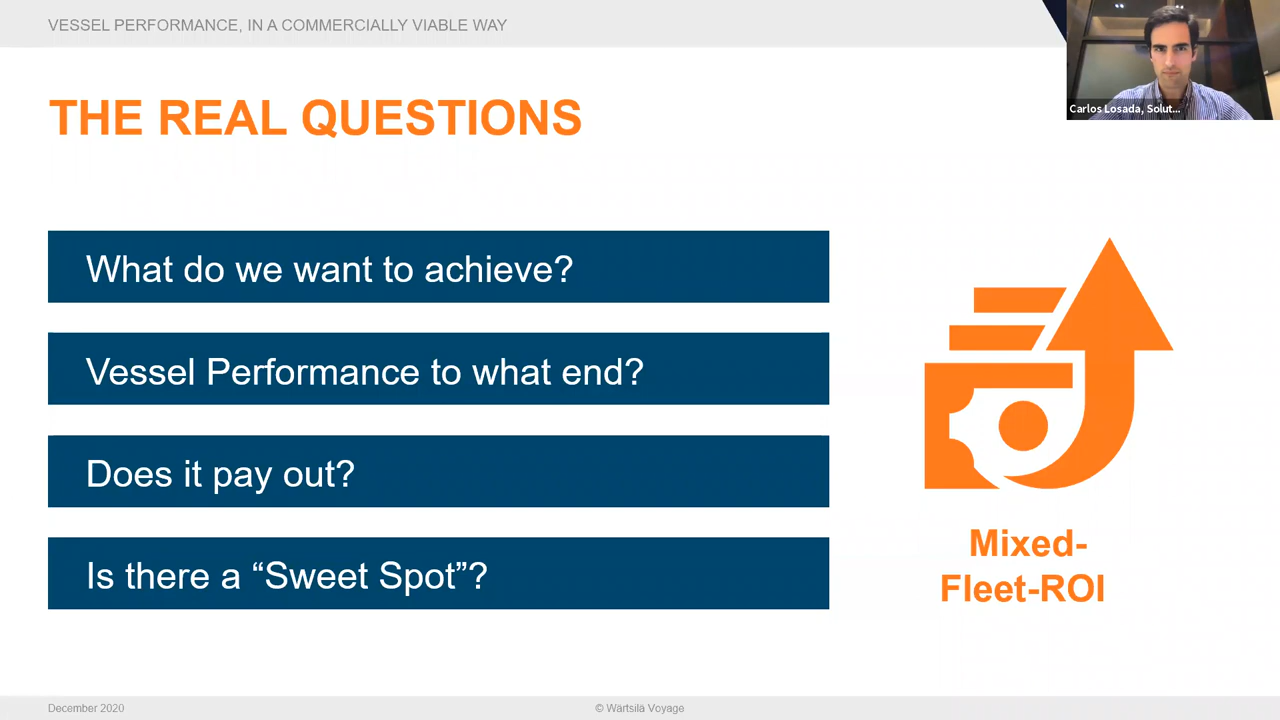 VESSEL PERFORMANCE, IN A COMMERCIALLY VIABLE WAY
Carlos Losada, Solut...
THE REAL QUESTIONS
What do we want to achieve?
Vessel Performance to what end?
Does it pay out?
Is there a “Sweet Spot”?
Mixed-
Fleet-ROI
December 2020
© Wärtsilä Voyage